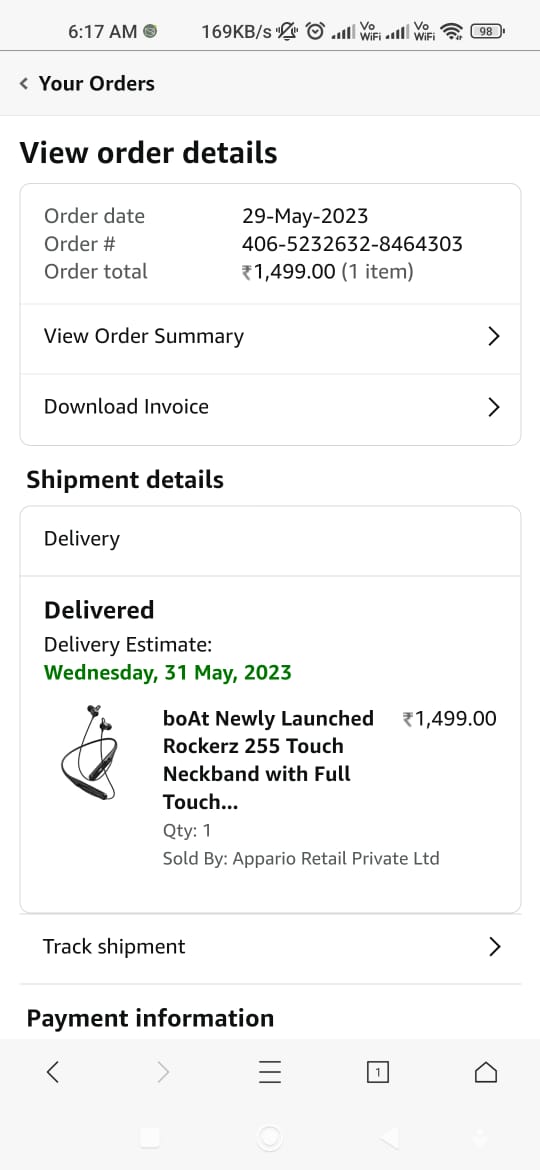 6:17 AM 169KB/s Vo WiFi Vo WiFi 98
Your Orders
View order details
Order date 29-May-2023
Order # 406-5232632-8464303
Order total ₹1,499.00 (1 item)
View Order Summary
Download Invoice
Shipment details
Delivery
Delivered
Delivery Estimate:
Wednesday, 31 May, 2023
boAt Newly Launched ₹1,499.00
Rockerz 255 Touch
Neckband with Full
Touch...
Qty: 1
Sold By: Appario Retail Private Ltd
Track shipment
Payment information
1